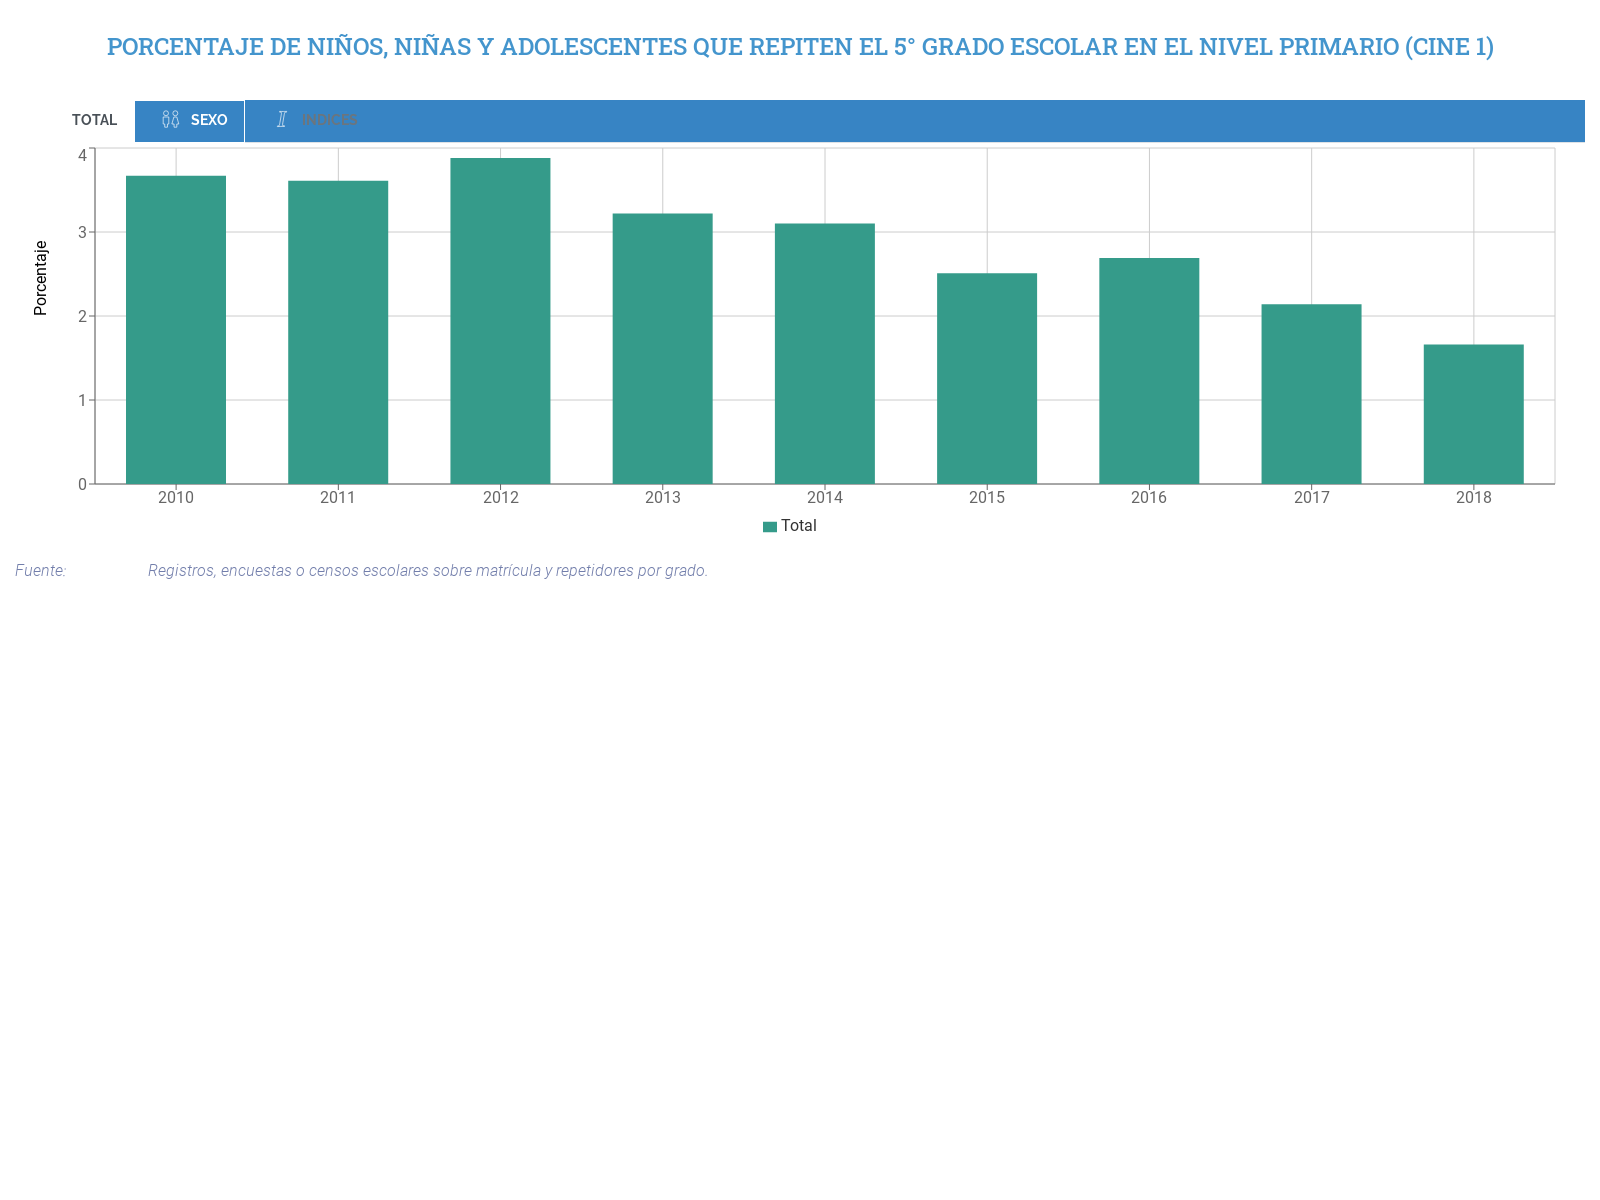 PORCENTAJE DE NIÑOS, NIÑAS Y ADOLESCENTES QUE REPITEN EL 5° GRADO ESCOLAR EN EL NIVEL PRIMARIO (CINE 1)
TOTAL SEXO INDICES
4
3
2
1
0
Porcentaje
2010 2011 2012 2013 2014 2015 2016 2017 2018
Total
Fuente: Registros, encuestas o censos escolares sobre matrícula y repetidores por grado.